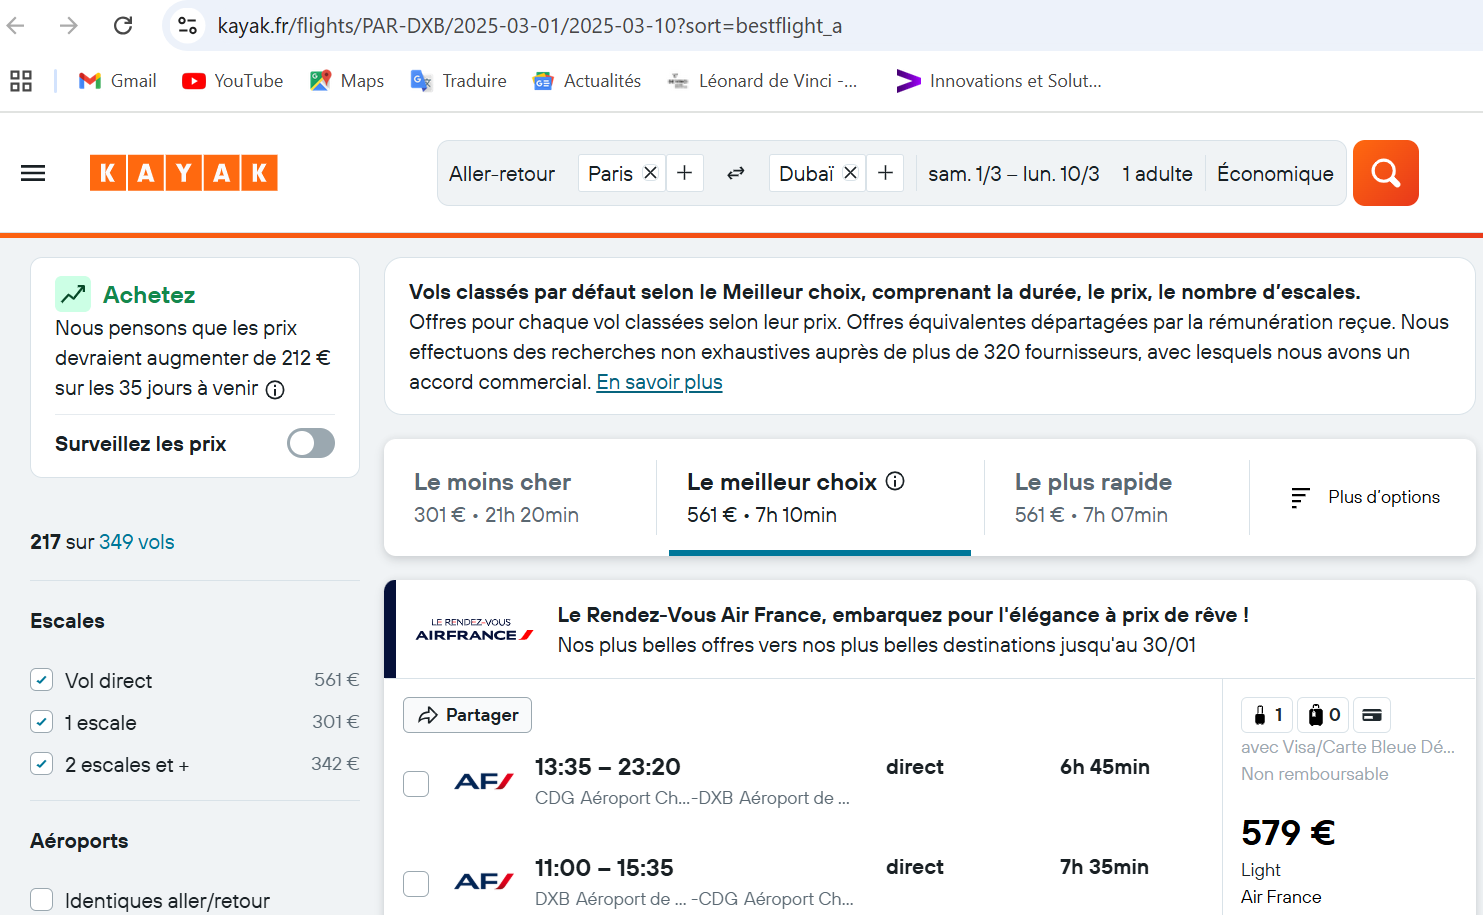 kayak.fr/flights/PAR-DXB/2025-03-01/2025-03-10?sort=bestflight_a
Gmail
YouTube
Maps
Traduire
Actualités
Léonard de Vinci -...
Innovations et Solut...
KAYAK
Aller-retour
Paris
Dubaï
sam. 1/3 – lun. 10/3
1 adulte
Économique
Achetez
Nous pensons que les prix
devraient augmenter de 212 €
sur les 35 jours à venir
Surveillez les prix
217 sur 349 vols
Escales
Vol direct 561 €
1 escale 301 €
2 escales et + 342 €
Aéroports
Identiques aller/retour
Vols classés par défaut selon le Meilleur choix, comprenant la durée, le prix, le nombre d’escales.
Offres pour chaque vol classées selon leur prix. Offres équivalentes départagées par la rémunération reçue. Nous
effectuons des recherches non exhaustives auprès de plus de 320 fournisseurs, avec lesquels nous avons un
accord commercial. En savoir plus
Le moins cher
301 € • 21h 20min
Le meilleur choix
561 € • 7h 10min
Le plus rapide
561 € • 7h 07min
Plus d’options
LE RENDEZ-VOUS
AIRFRANCE
Le Rendez-Vous Air France, embarquez pour l'élégance à prix de rêve !
Nos plus belles offres vers nos plus belles destinations jusqu'au 30/01
Partager
AF
13:35 – 23:20
direct
6h 45min
CDG Aéroport Ch...-DXB Aéroport de ...
AF
11:00 – 15:35
direct
7h 35min
DXB Aéroport de ... -CDG Aéroport Ch...
1
0
avec Visa/Carte Bleue Dé...
Non remboursable
579 €
Light
Air France